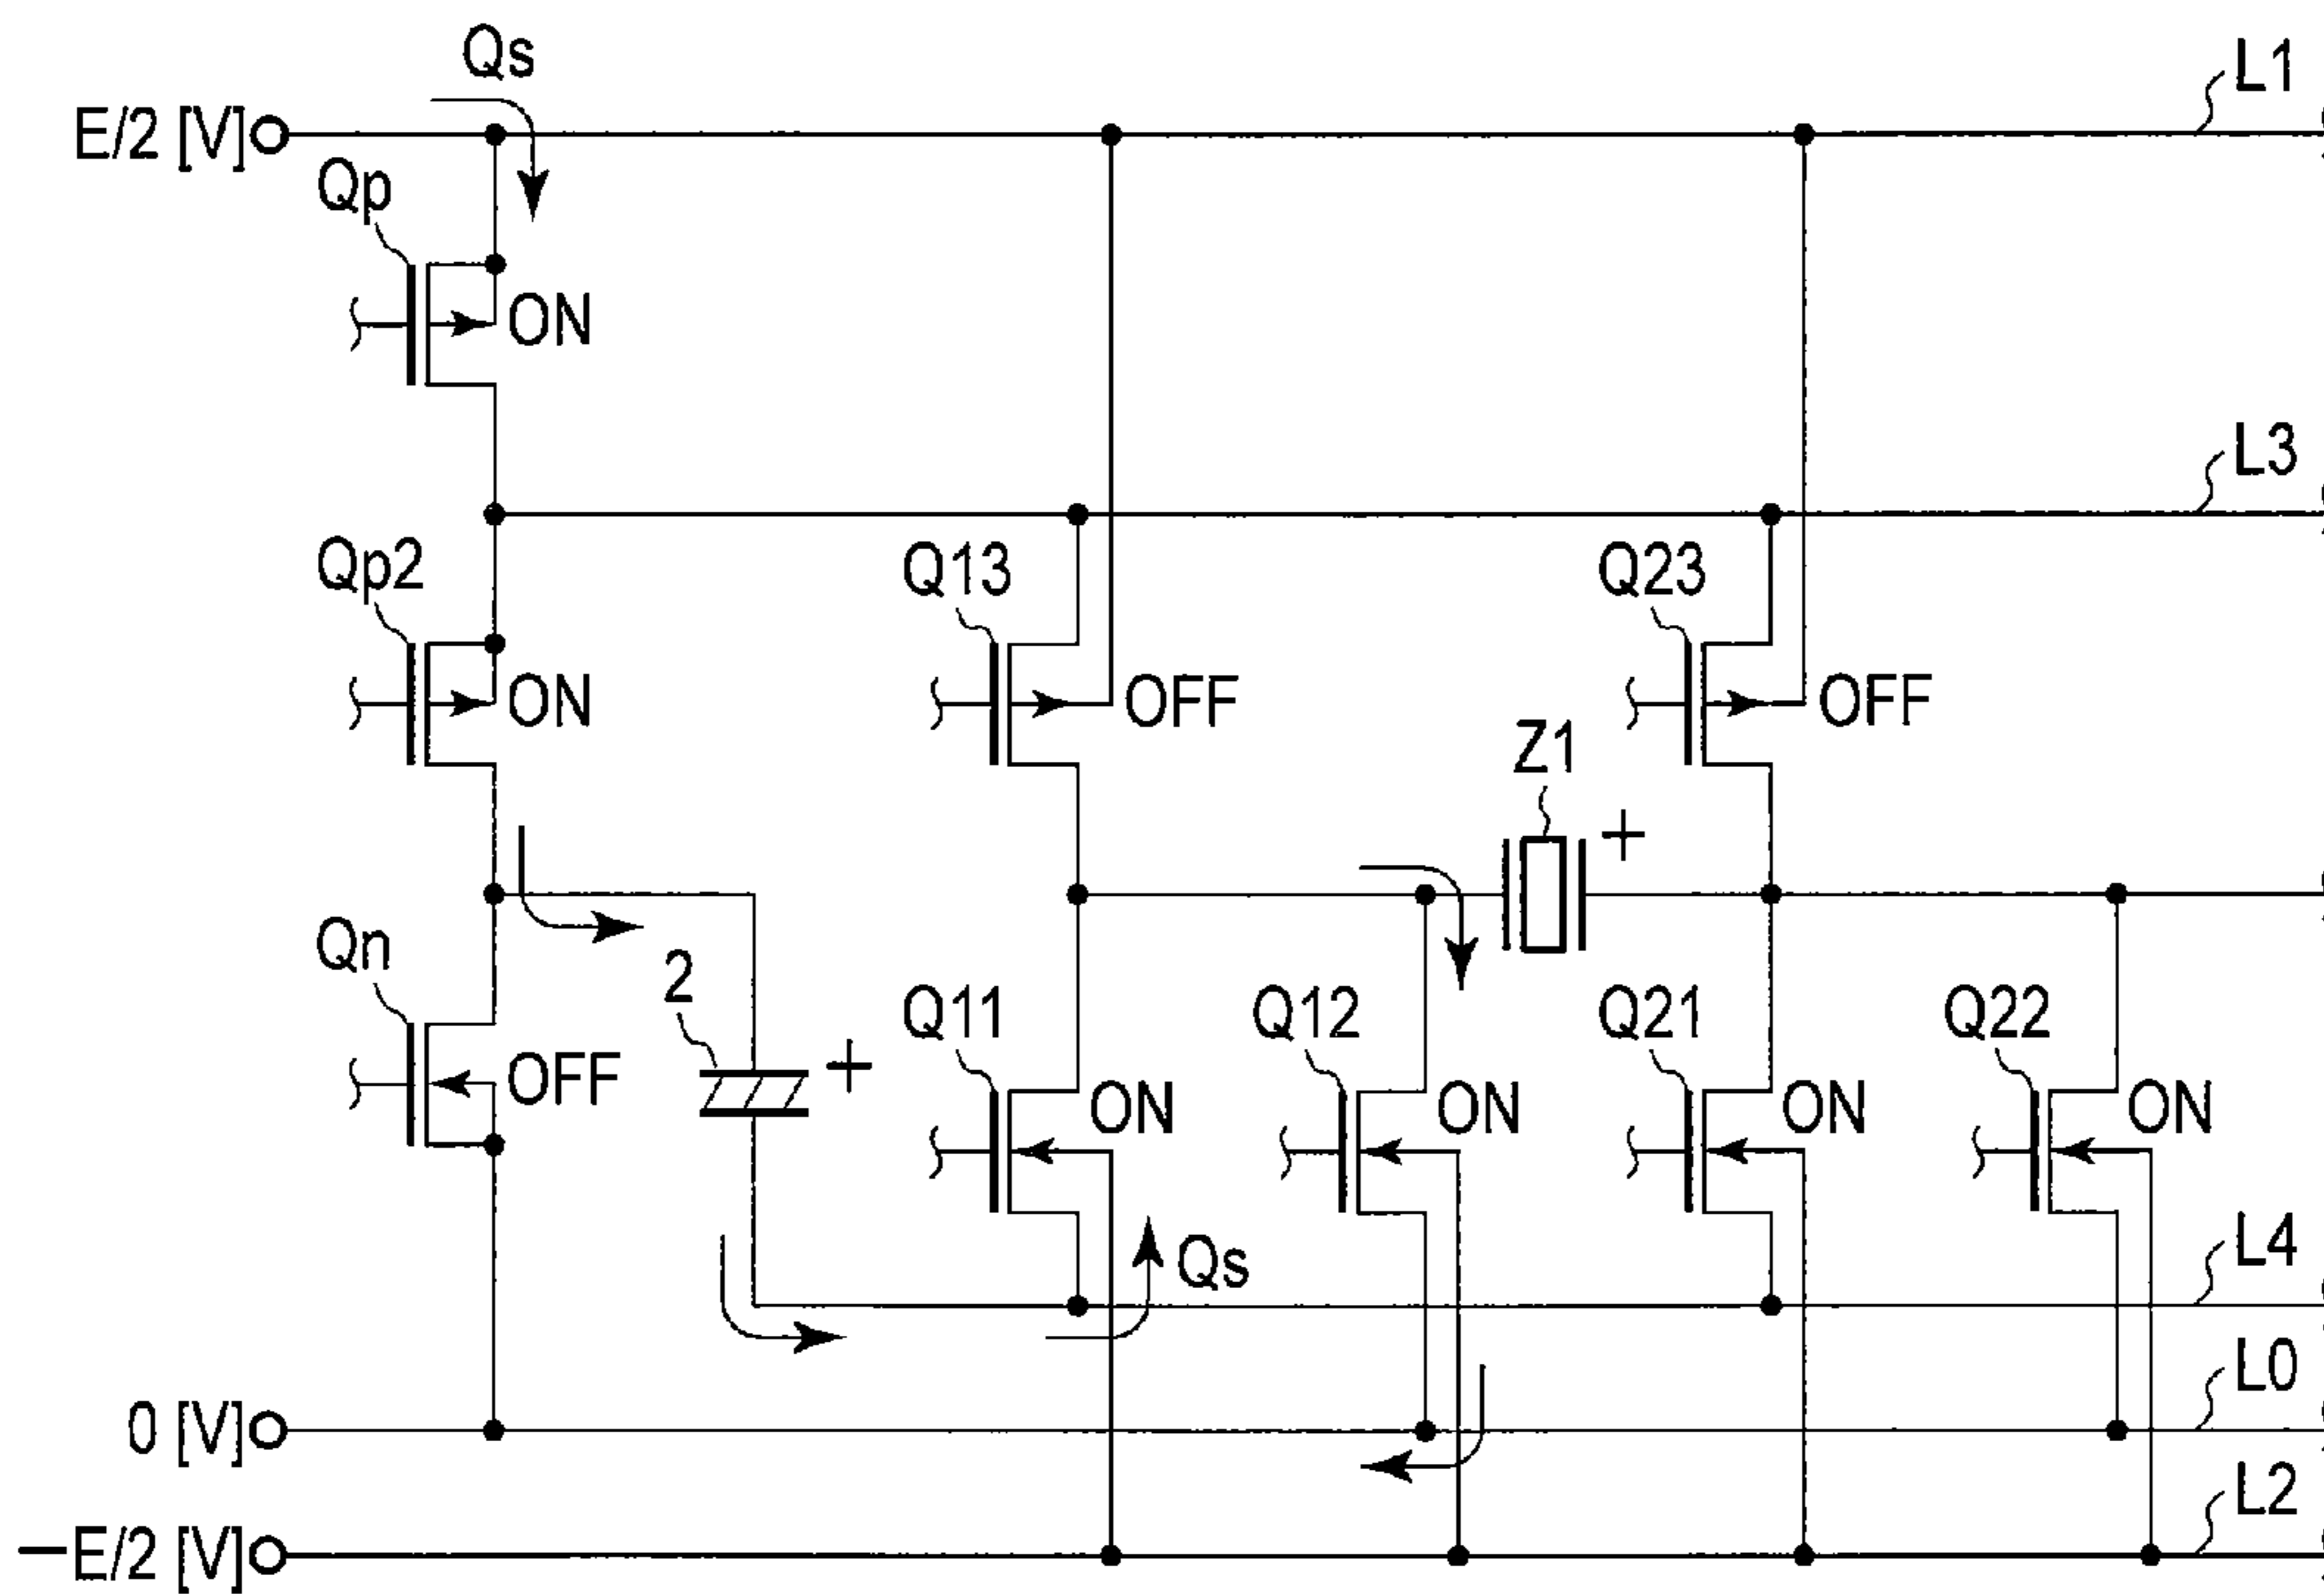 Qs
L1
E/2 [V]
Qp
ON
L3
Qp2
Q13
Q23
ON
OFF
OFF
Z1
+
Qn
2
Q11
Q12
Q21
Q22
OFF
+
ON
ON
ON
ON
Qs
L4
L0
0 [V]
L2
−E/2 [V]